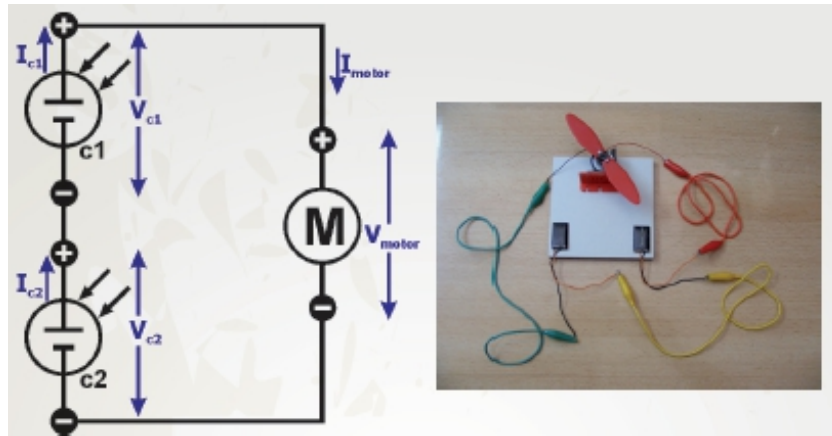 +
I_c1
V_c1
c1
−
+
I_c2
V_c2
c2
−
I_motor
+
M
V_motor
−